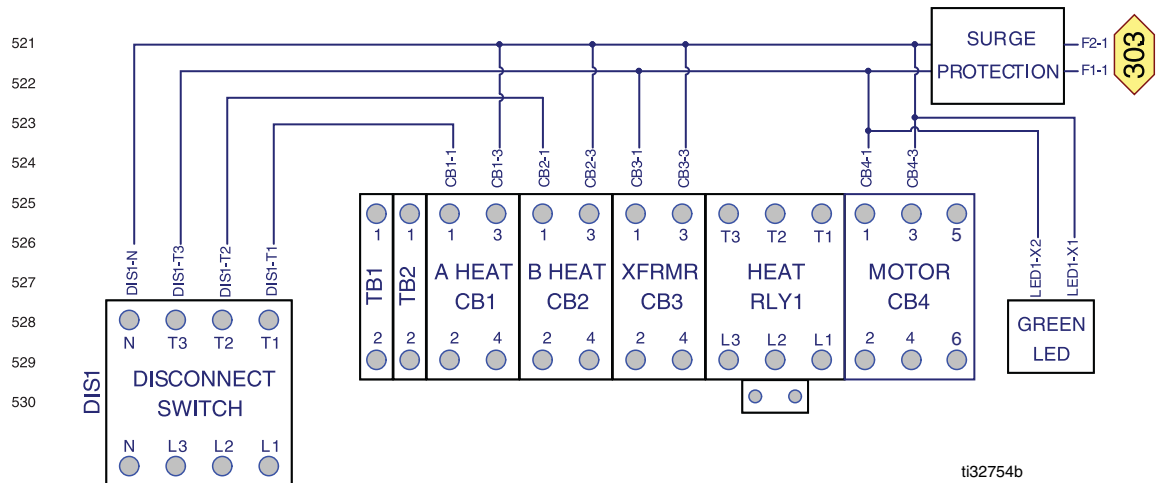 521
522
523
524
525
526
527
528
529
530
SURGE
PROTECTION
F2-1
F1-1
303
CB1-1
CB1-3
CB2-1
CB2-3
CB3-1
CB3-3
CB4-1
CB4-3
DIS1-N
DIS1-T3
DIS1-T2
DIS1-T1
LED1-X2
LED1-X1
1 1 1 3 1 3 1 3 T3 T2 T1 1 3 5
TB1
TB2
A HEAT
CB1
B HEAT
CB2
XFRMR
CB3
HEAT
RLY1
MOTOR
CB4
2 2 2 4 2 4 2 4 L3 L2 L1 2 4 6
GREEN
LED
N T3 T2 T1
DIS1
DISCONNECT
SWITCH
N L3 L2 L1
ti32754b